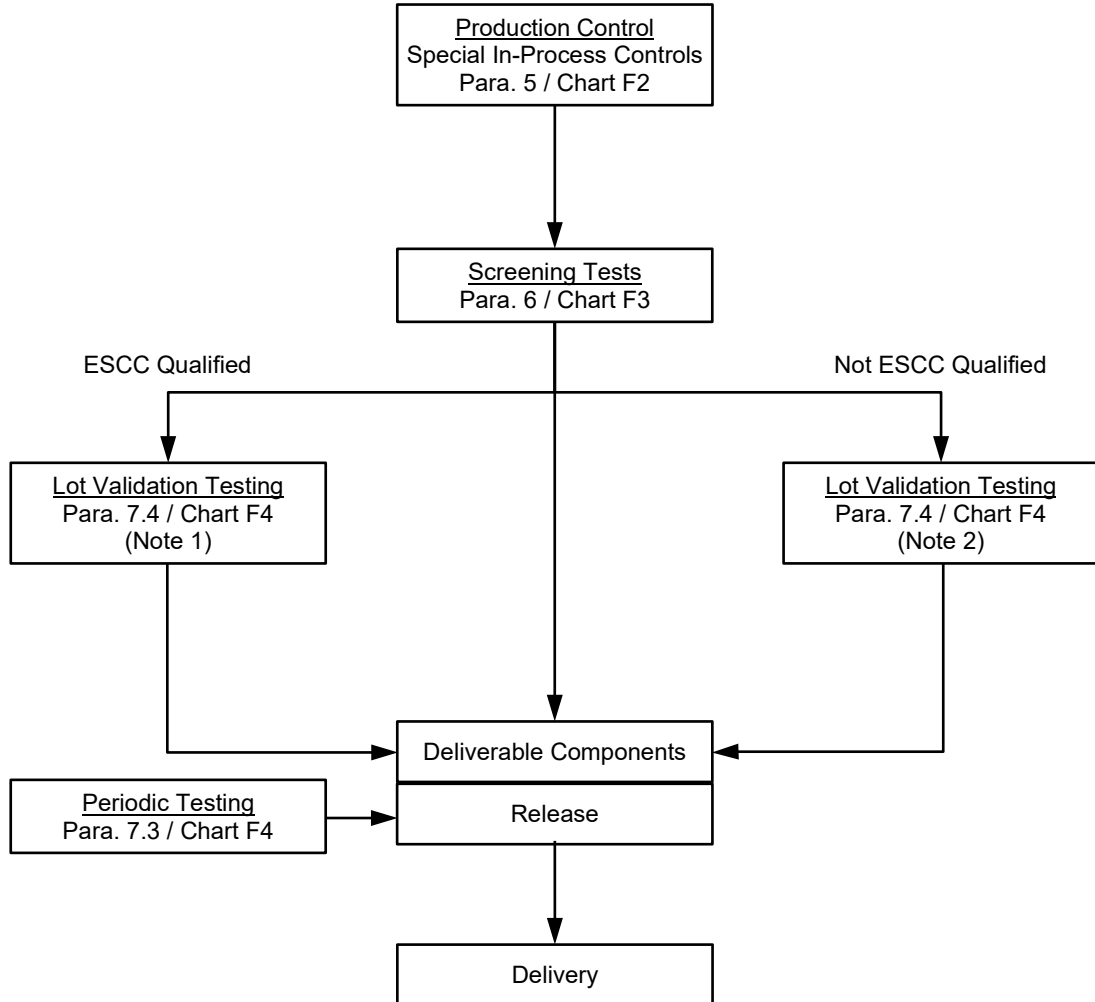 Production Control
Special In-Process Controls
Para. 5 / Chart F2
Screening Tests
Para. 6 / Chart F3
ESCC Qualified
Not ESCC Qualified
Lot Validation Testing
Para. 7.4 / Chart F4
(Note 1)
Lot Validation Testing
Para. 7.4 / Chart F4
(Note 2)
Deliverable Components
Periodic Testing
Para. 7.3 / Chart F4
Release
Delivery